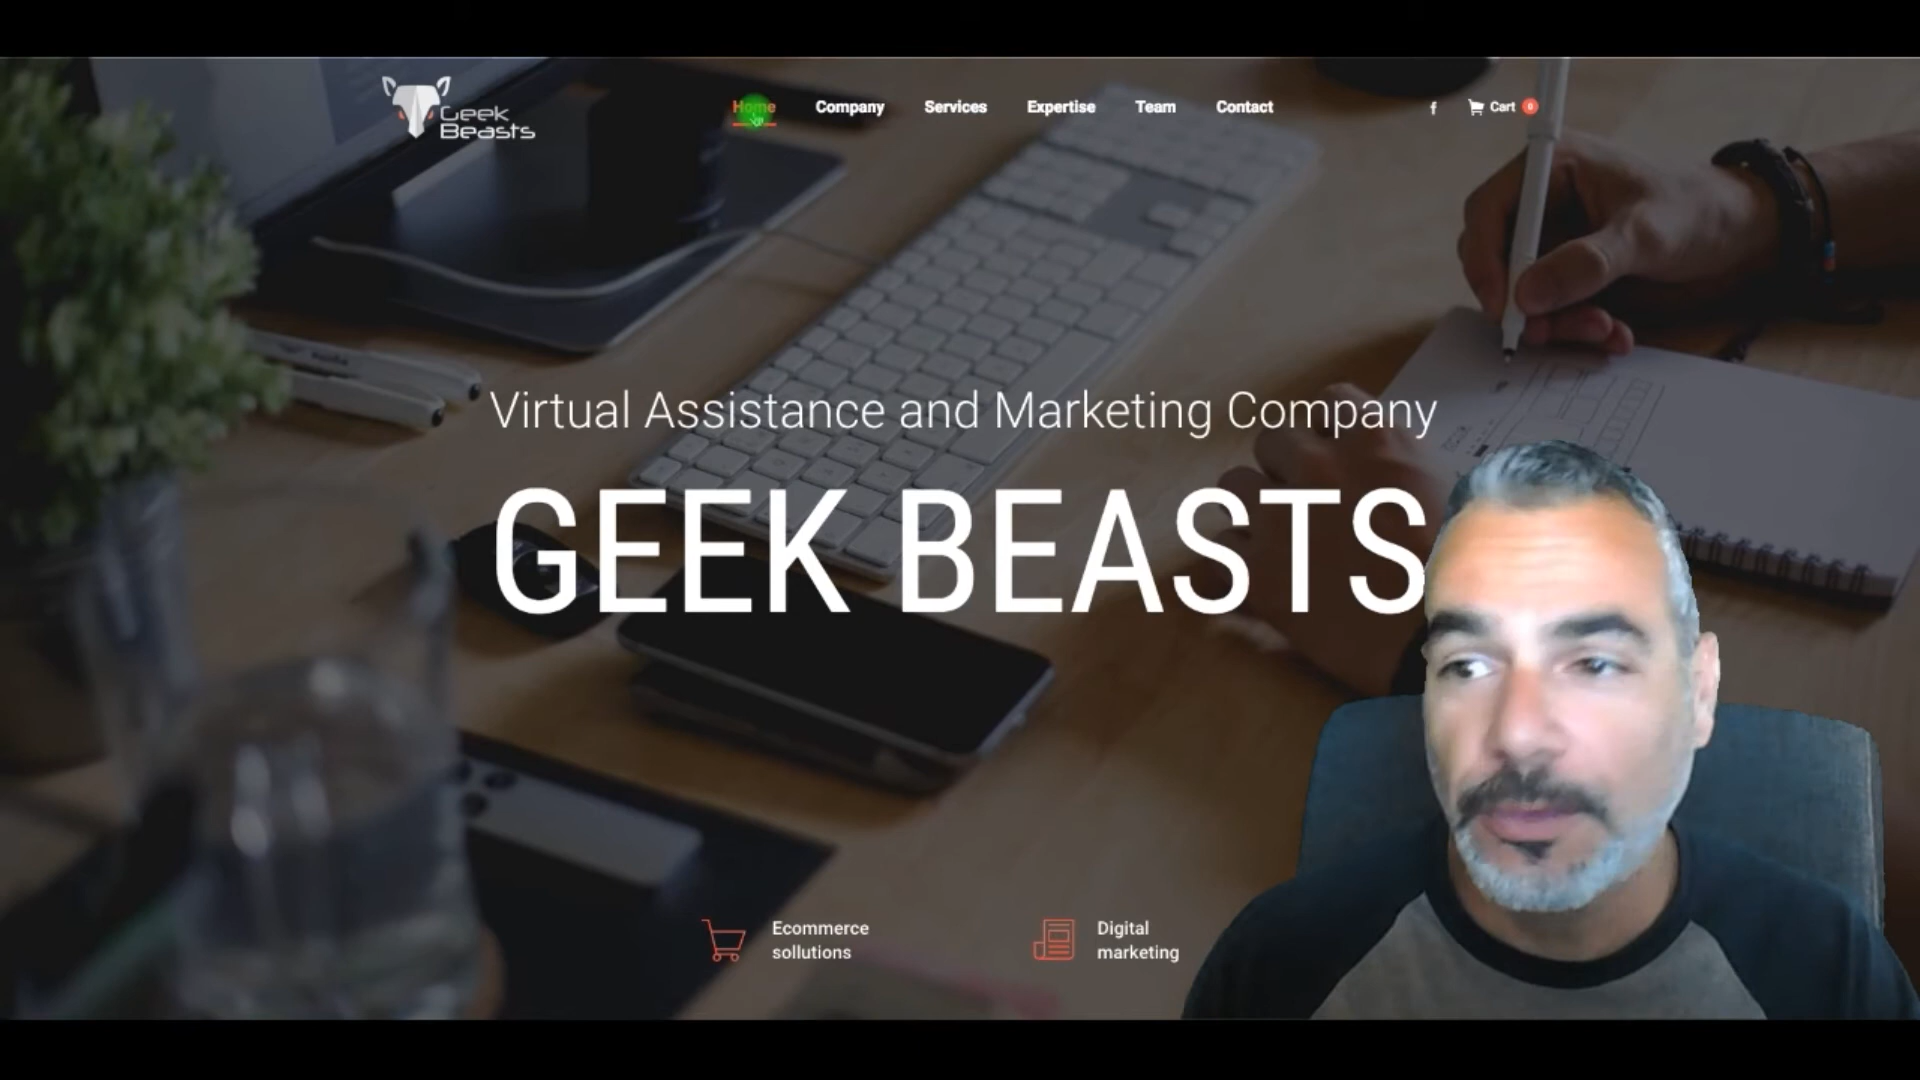 Geek
Beasts
Home
Company
Services
Expertise
Team
Contact
f
Cart 0
Virtual Assistance and Marketing Company
GEEK BEASTS
Ecommerce
sollutions
Digital
marketing